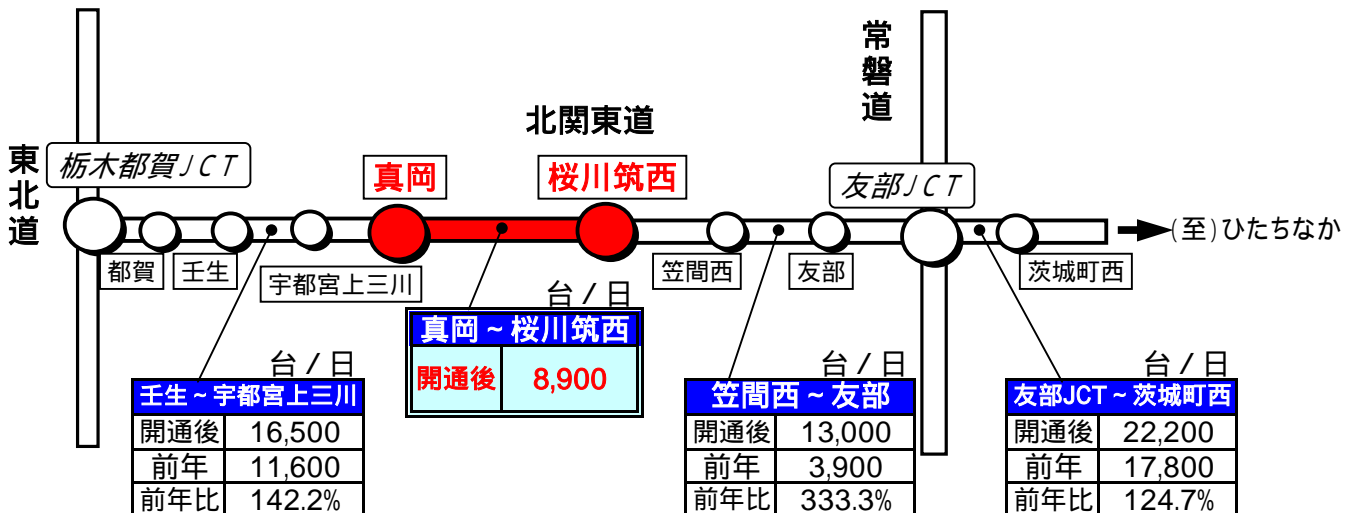 東北道
常磐道
北関東道
栃木都賀JCT
真岡
桜川筑西
友部JCT
(至)ひたちなか
都賀
壬生
宇都宮上三川
笠間西
友部
茨城町西
台/日
真岡~桜川筑西
開通後 8,900
台/日
壬生~宇都宮上三川
開通後 16,500
前年 11,600
前年比 142.2%
台/日
笠間西~友部
開通後 13,000
前年 3,900
前年比 333.3%
台/日
友部JCT~茨城町西
開通後 22,200
前年 17,800
前年比 124.7%